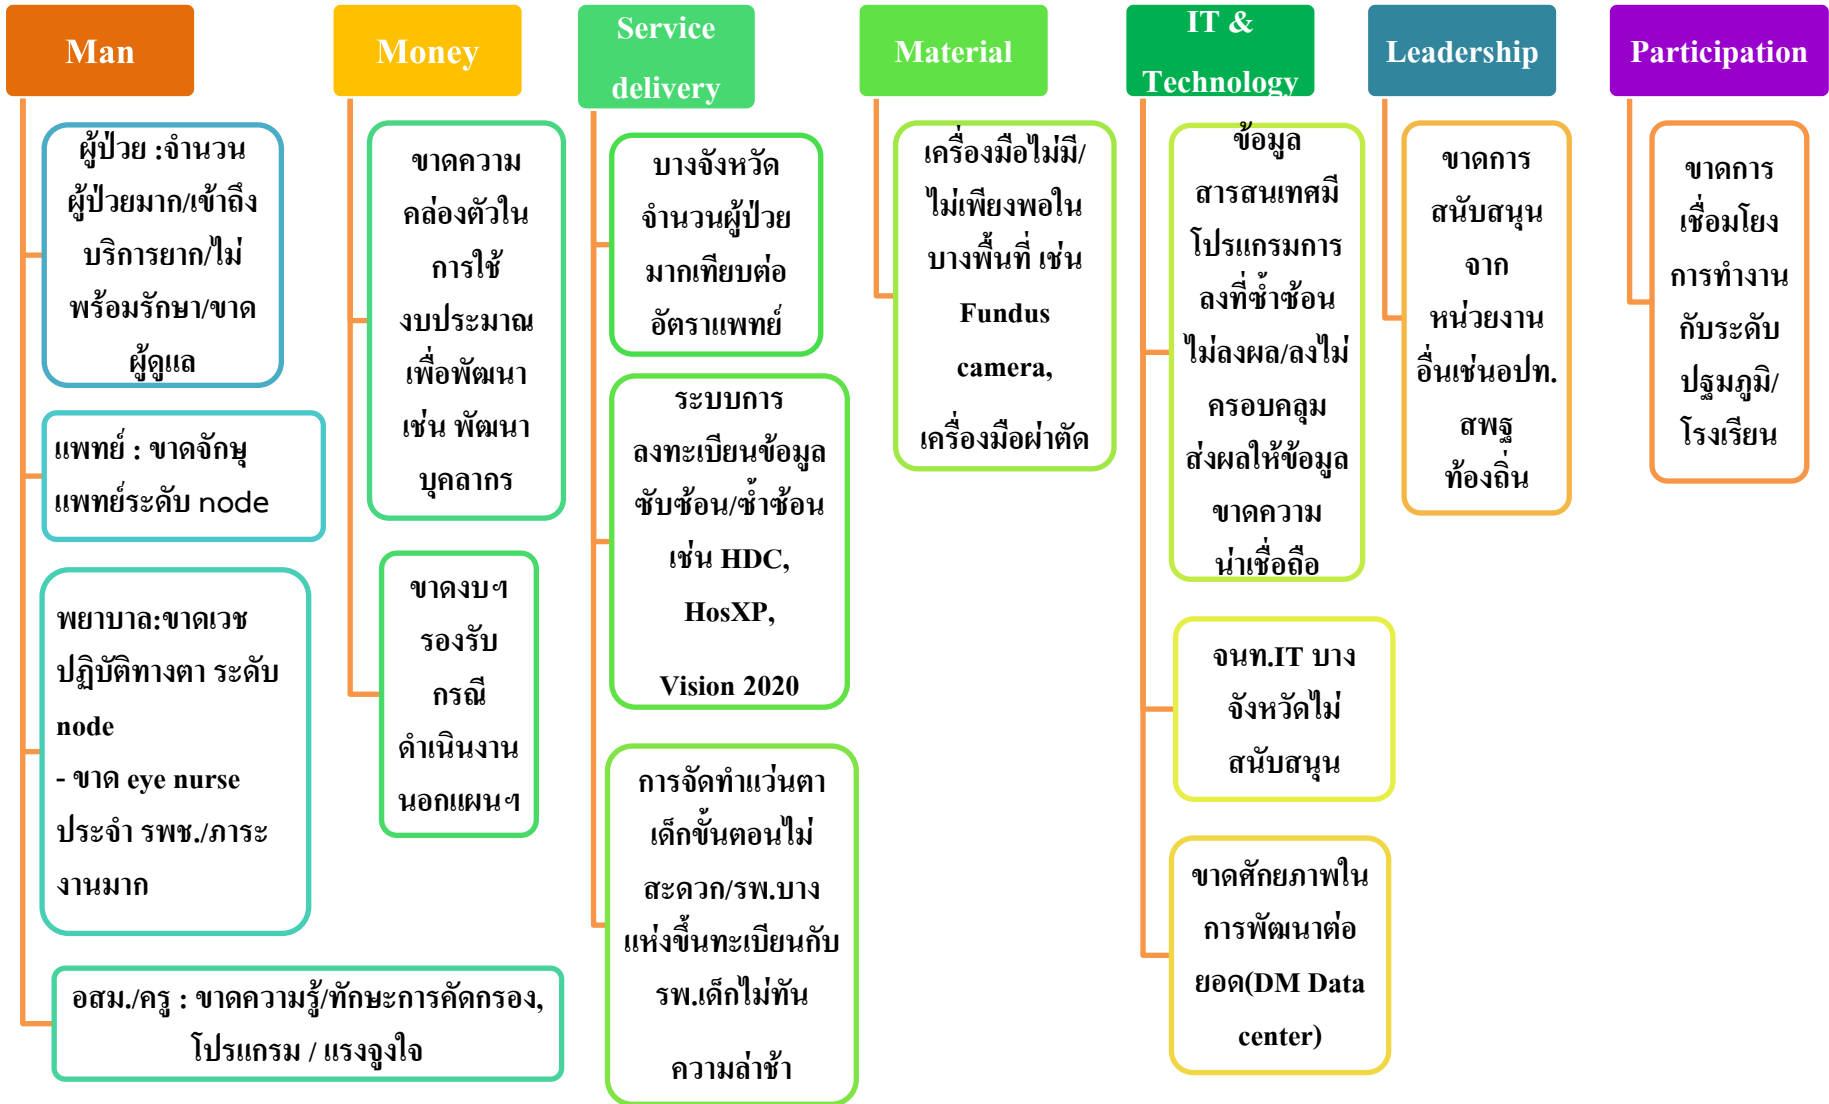 Man
ผู้ป่วย :จำนวน
ผู้ป่วยมาก/เข้าถึง
บริการยาก/ไม่
พร้อมรักษา/ขาด
ผู้ดูแล
แพทย์ : ขาดจักษุ
แพทย์ระดับ node
พยาบาล:ขาดเวช
ปฏิบัติทางตา ระดับ
node
- ขาด eye nurse
ประจำ รพช./ภาระ
งานมาก
อสม./ครู : ขาดความรู้/ทักษะการคัดกรอง,
โปรแกรม / แรงจูงใจ
Money
ขาดความ
คล่องตัวใน
การใช้
งบประมาณ
เพื่อพัฒนา
เช่น พัฒนา
บุคลากร
ขาดงบฯ
รองรับ
กรณี
ดำเนินงาน
นอกแผนฯ
Service
delivery
บางจังหวัด
จำนวนผู้ป่วย
มากเทียบต่อ
อัตราแพทย์
ระบบการ
ลงทะเบียนข้อมูล
ซับซ้อน/ซ้ำซ้อน
เช่น HDC,
HosXP,
Vision 2020
การจัดทำแว่นตา
เด็กขั้นตอนไม่
สะดวก/รพ.บาง
แห่งขึ้นทะเบียนกับ
รพ.เด็กไม่ทัน
ความล่าช้า
Material
เครื่องมือไม่มี/
ไม่เพียงพอใน
บางพื้นที่ เช่น
Fundus
camera,
เครื่องมือผ่าตัด
IT &
Technology
ข้อมูล
สารสนเทศมี
โปรแกรมการ
ลงที่ซ้ำซ้อน
ไม่ลงผล/ลงไม่
ครอบคลุม
ส่งผลให้ข้อมูล
ขาดความ
น่าเชื่อถือ
จนท.IT บาง
จังหวัดไม่
สนับสนุน
ขาดศักยภาพใน
การพัฒนาต่อ
ยอด(DM Data
center)
Leadership
ขาดการ
สนับสนุน
จาก
หน่วยงาน
อื่นเช่นอปท.
สพฐ
ท้องถิ่น
Participation
ขาดการ
เชื่อมโยง
การทำงาน
กับระดับ
ปฐมภูมิ/
โรงเรียน